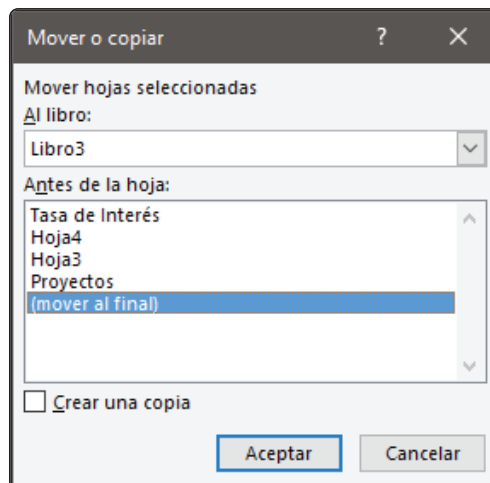 Mover o copiar ?
Mover hojas seleccionadas
Al libro:
Libro3
Antes de la hoja:
Tasa de Interés
Hoja4
Hoja3
Proyectos
(mover al final)
Crear una copia
Aceptar Cancelar